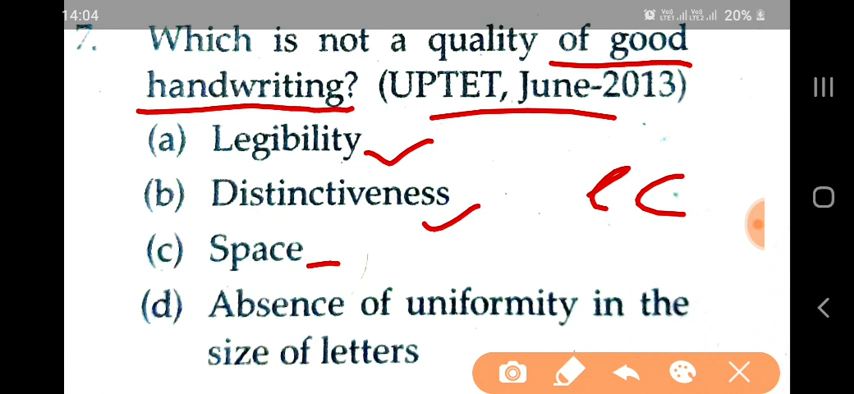 14:04
20%
7. Which is not a quality of good
handwriting? (UPTET, June-2013)
(a) Legibility
(b) Distinctiveness
e c
(c) Space
(d) Absence of uniformity in the
size of letters